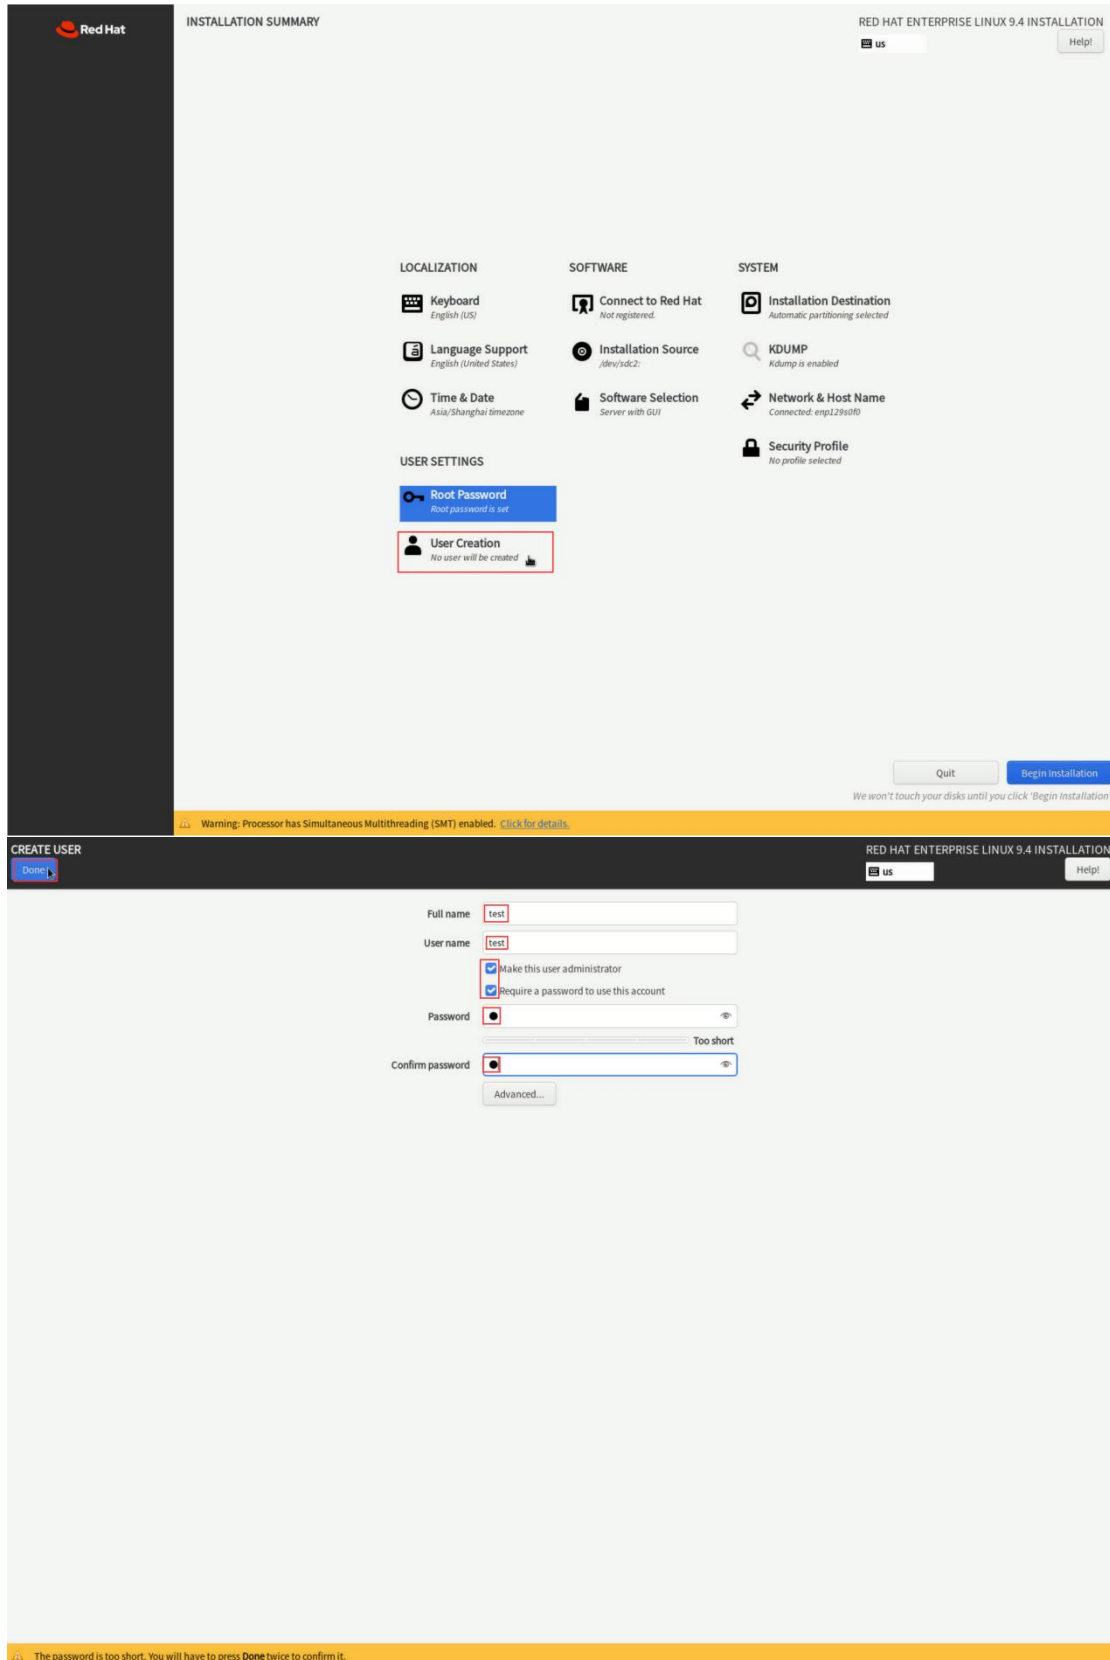 Red Hat
INSTALLATION SUMMARY
RED HAT ENTERPRISE LINUX 9.4 INSTALLATION
us
Help!
LOCALIZATION
Keyboard
English (US)
Language Support
English (United States)
Time & Date
Asia/Shanghai timezone
SOFTWARE
Connect to Red Hat
Not registered.
Installation Source
/dev/sdc2:
Software Selection
Server with GUI
SYSTEM
Installation Destination
Automatic partitioning selected
KDUMP
Kdump is enabled
Network & Host Name
Connected: enp129s0f0
Security Profile
No profile selected
USER SETTINGS
Root Password
Root password is set
User Creation
No user will be created
Quit
Begin Installation
We won't touch your disks until you click 'Begin Installation'
Warning: Processor has Simultaneous Multithreading (SMT) enabled. Click for details.
CREATE USER
RED HAT ENTERPRISE LINUX 9.4 INSTALLATION
Done
us
Help!
Full name test
User name test
Make this user administrator
Require a password to use this account
Password
Too short
Confirm password
Advanced...
The password is too short. You will have to press Done twice to confirm it.